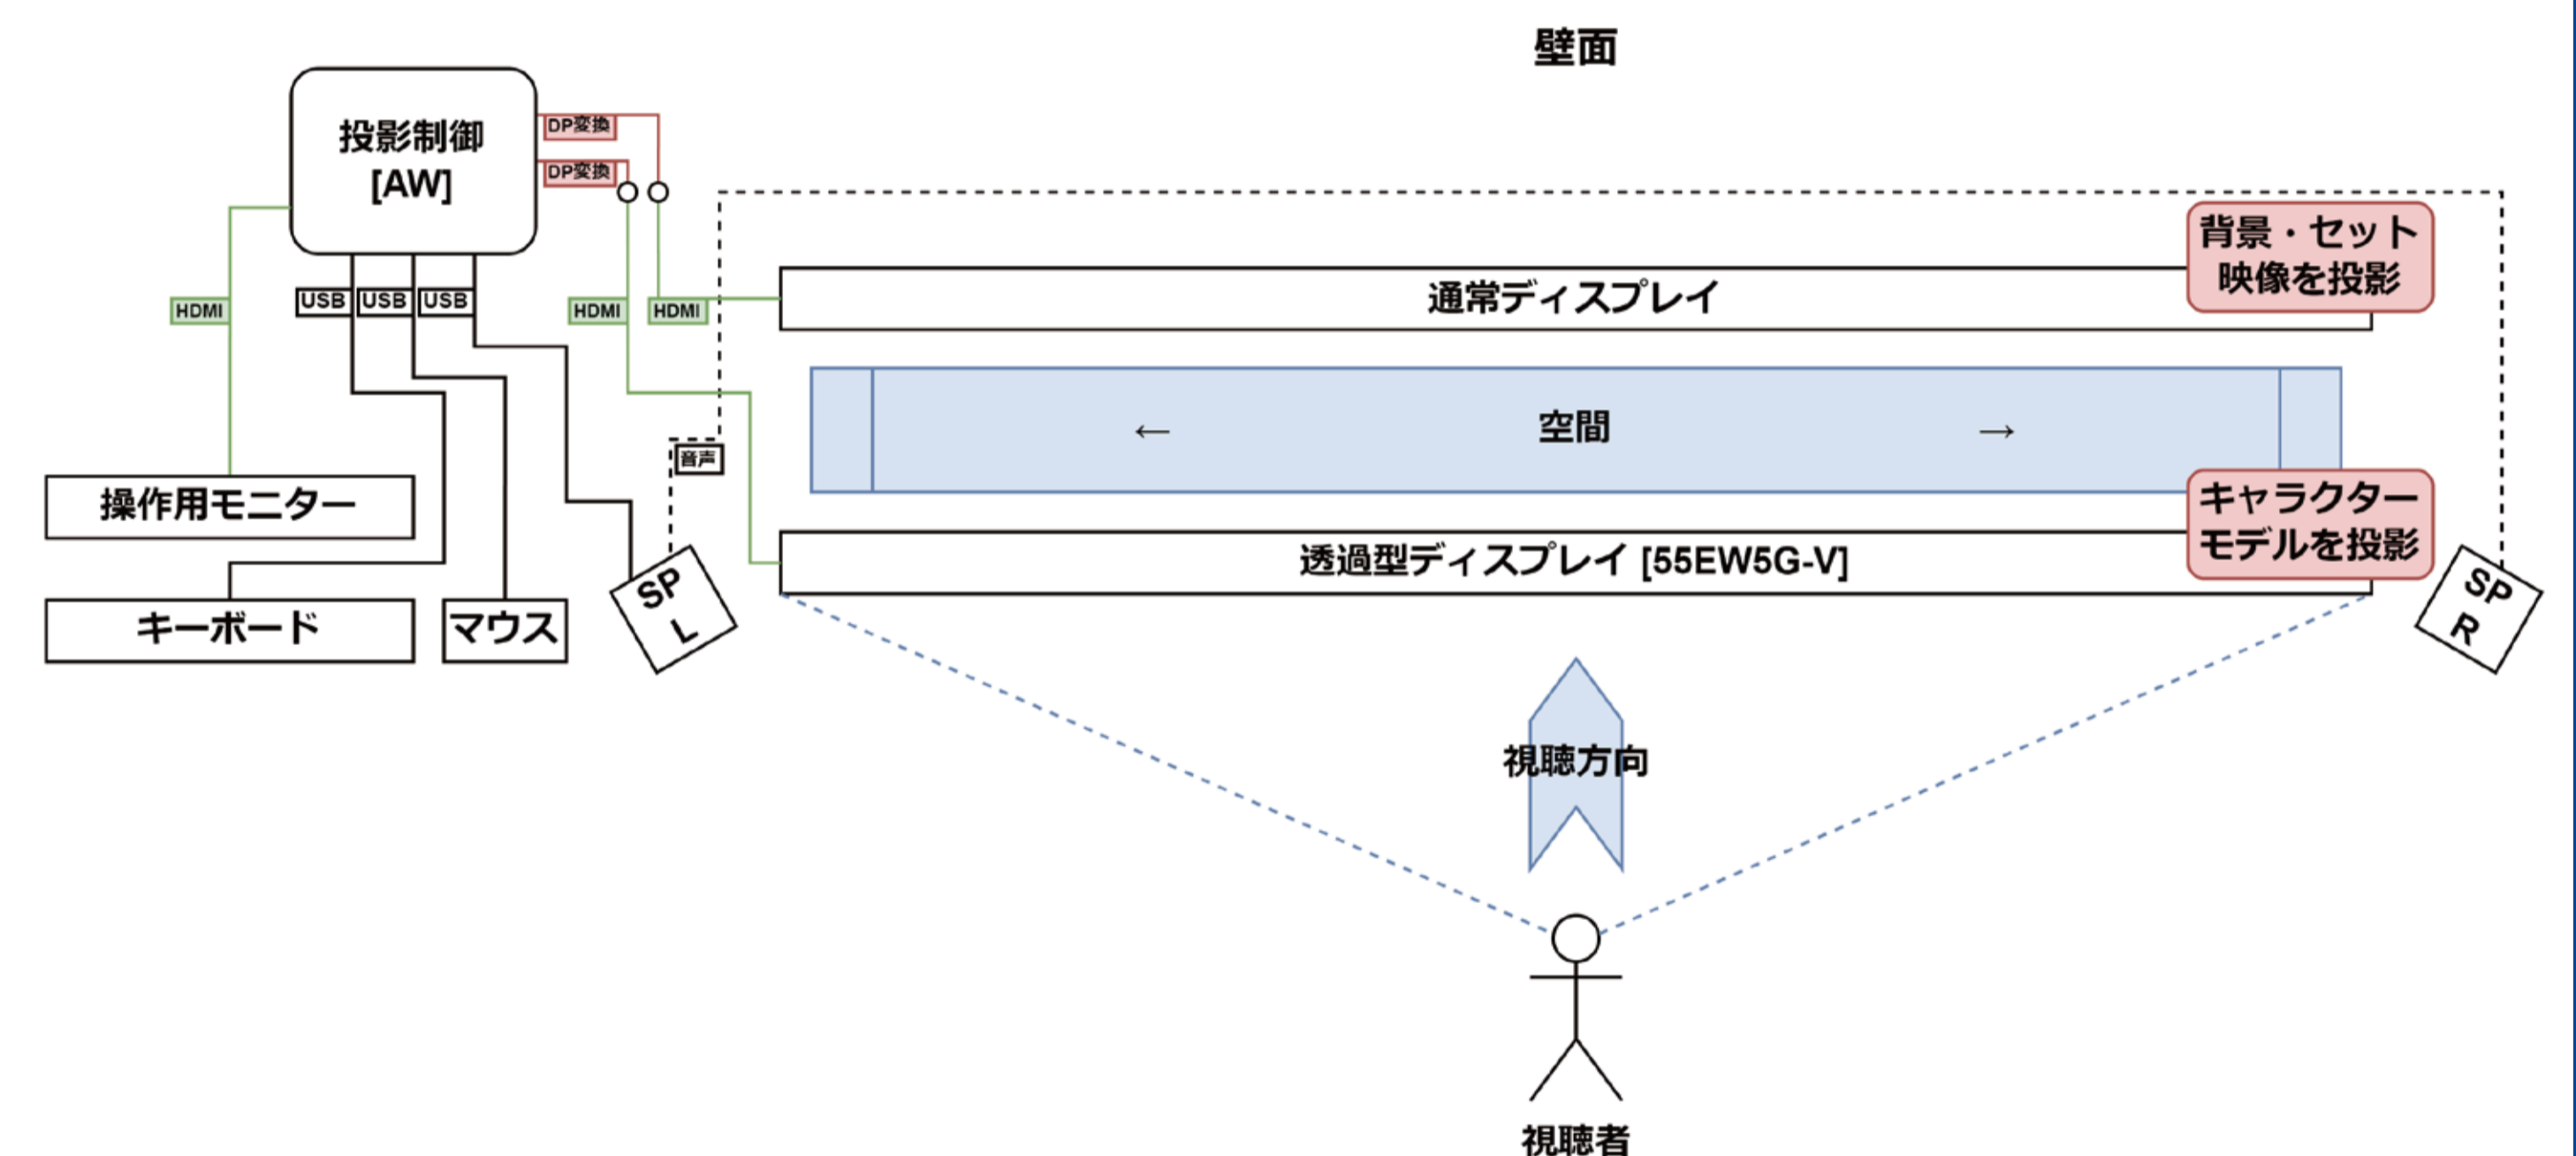 壁面
投影制御
[AW]
DP変換
DP変換
背景・セット
映像を投影
HDMI
USB
USB
USB
HDMI
HDMI
通常ディスプレイ
←
空間
→
音声
操作用モニター
キャラクター
モデルを投影
透過型ディスプレイ [55EW5G-V]
SP
L
SP
R
キーボード
マウス
視聴方向
視聴者